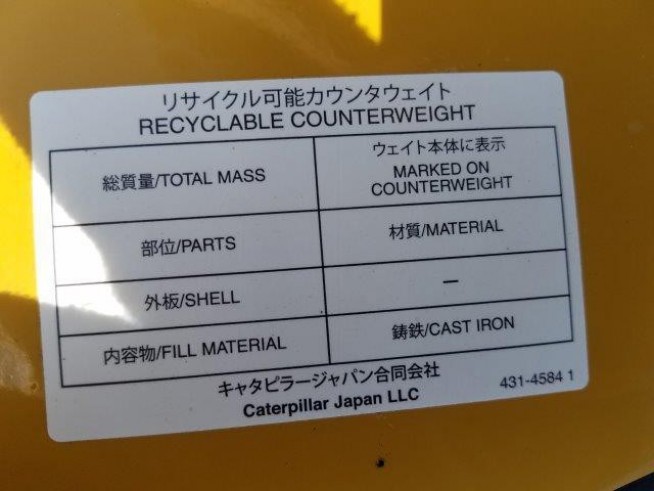 リサイクル可能カウンタウェイト
RECYCLABLE COUNTERWEIGHT
総質量/TOTAL MASS
ウェイト本体に表示
MARKED ON
COUNTERWEIGHT
部位/PARTS
材質/MATERIAL
外板/SHELL
—
内容物/FILL MATERIAL
鋳鉄/CAST IRON
キャタピラージャパン合同会社
Caterpillar Japan LLC
431-4584 1